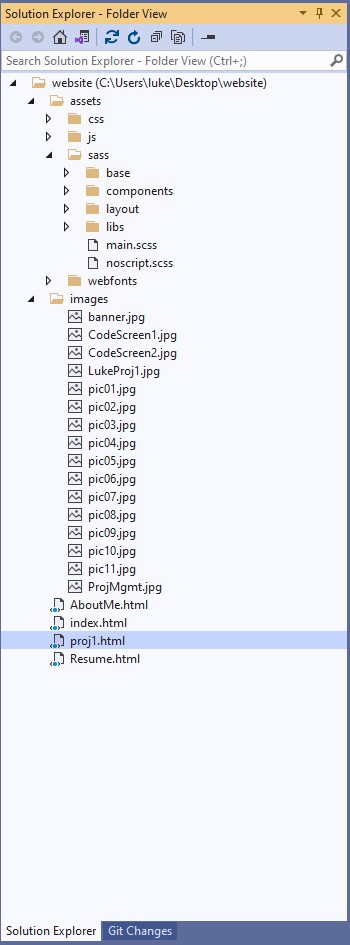 Solution Explorer - Folder View
Search Solution Explorer - Folder View (Ctrl+;)
website (C:\Users\luke\Desktop\website)
assets
css
js
sass
base
components
layout
libs
main.scss
noscript.scss
webfonts
images
banner.jpg
CodeScreen1.jpg
CodeScreen2.jpg
LukeProj1.jpg
pic01.jpg
pic02.jpg
pic03.jpg
pic04.jpg
pic05.jpg
pic06.jpg
pic07.jpg
pic08.jpg
pic09.jpg
pic10.jpg
pic11.jpg
ProjMgmt.jpg
AboutMe.html
index.html
proj1.html
Resume.html
Solution Explorer Git Changes